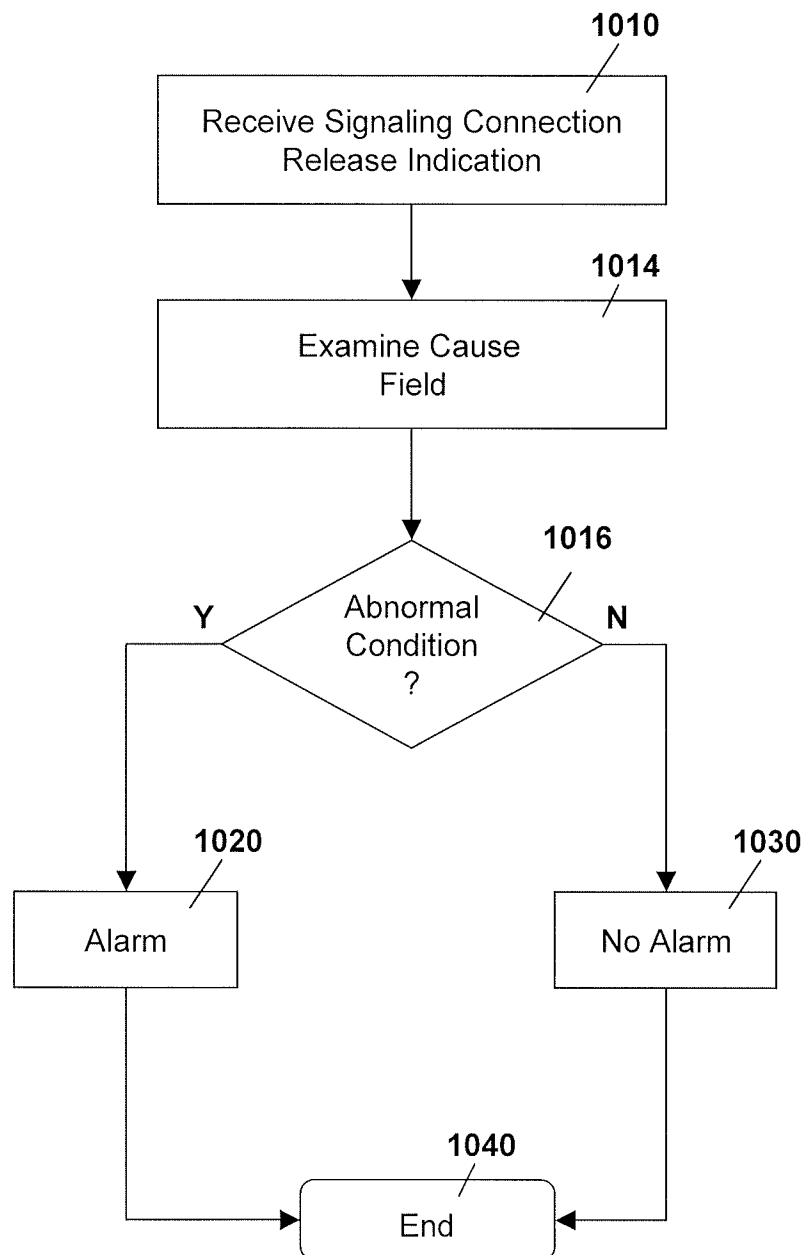 1010
Receive Signaling Connection
Release Indication
1014
Examine Cause
Field
1016
Abnormal
Condition
?
Y
N
1020
Alarm
1030
No Alarm
1040
End